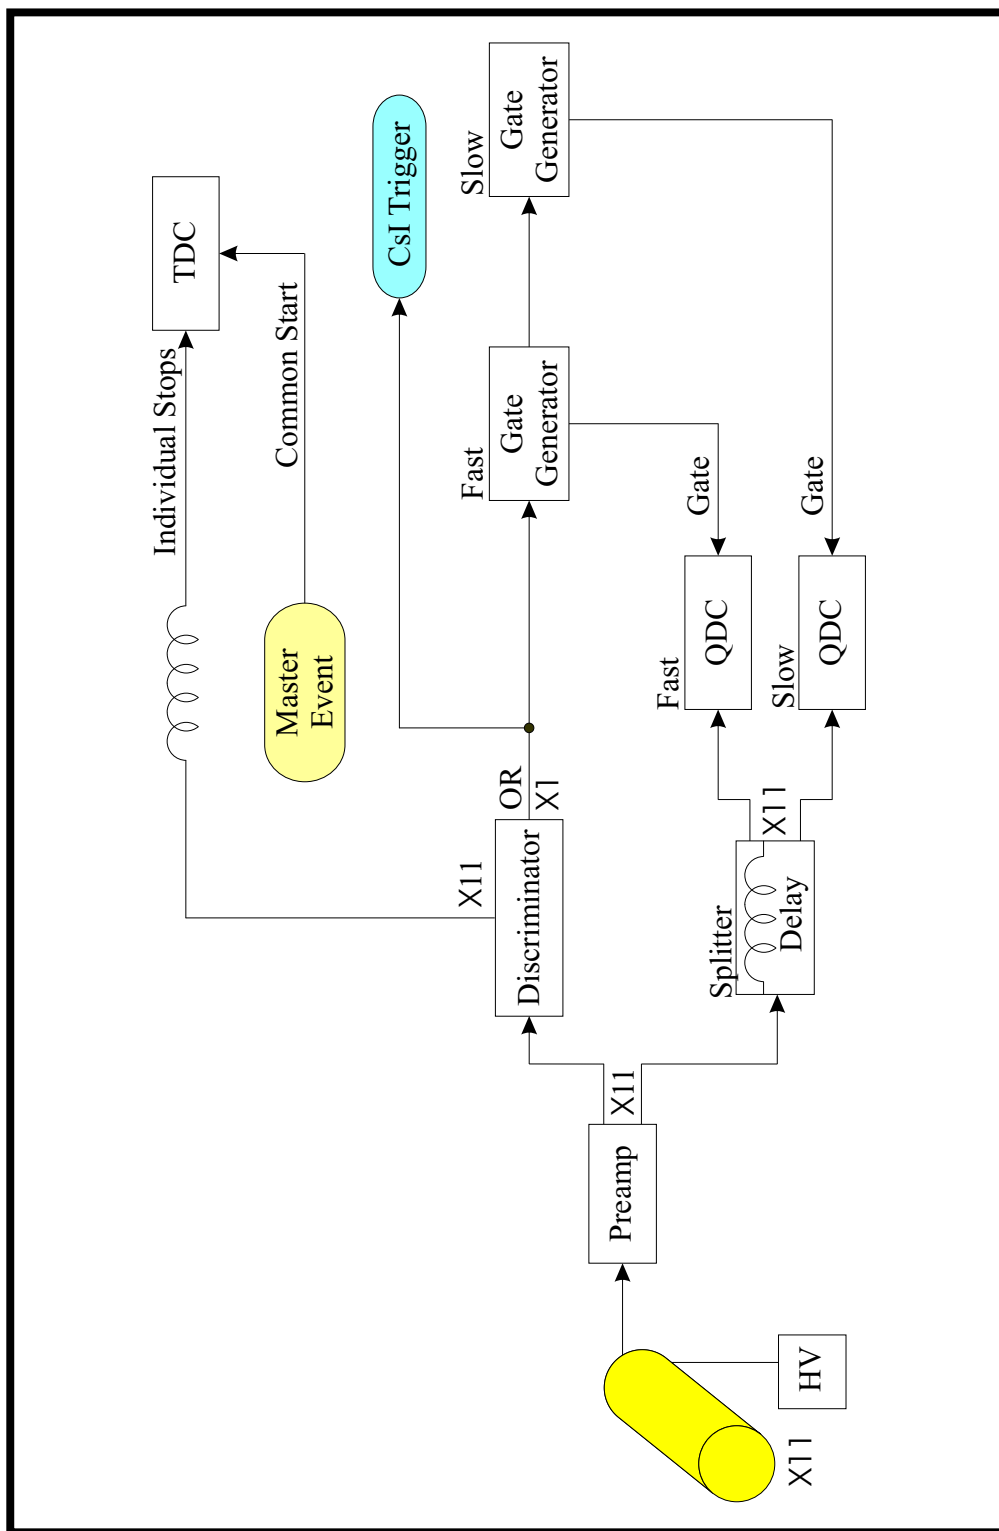 X11
HV
Preamp
X11
Discriminator
X11
OR
X1
Splitter
Delay
X11
Individual Stops
TDC
Master
Event
Common Start
CsI Trigger
Fast
Gate
Generator
Slow
Gate
Generator
Fast
QDC
Gate
Slow
QDC
Gate